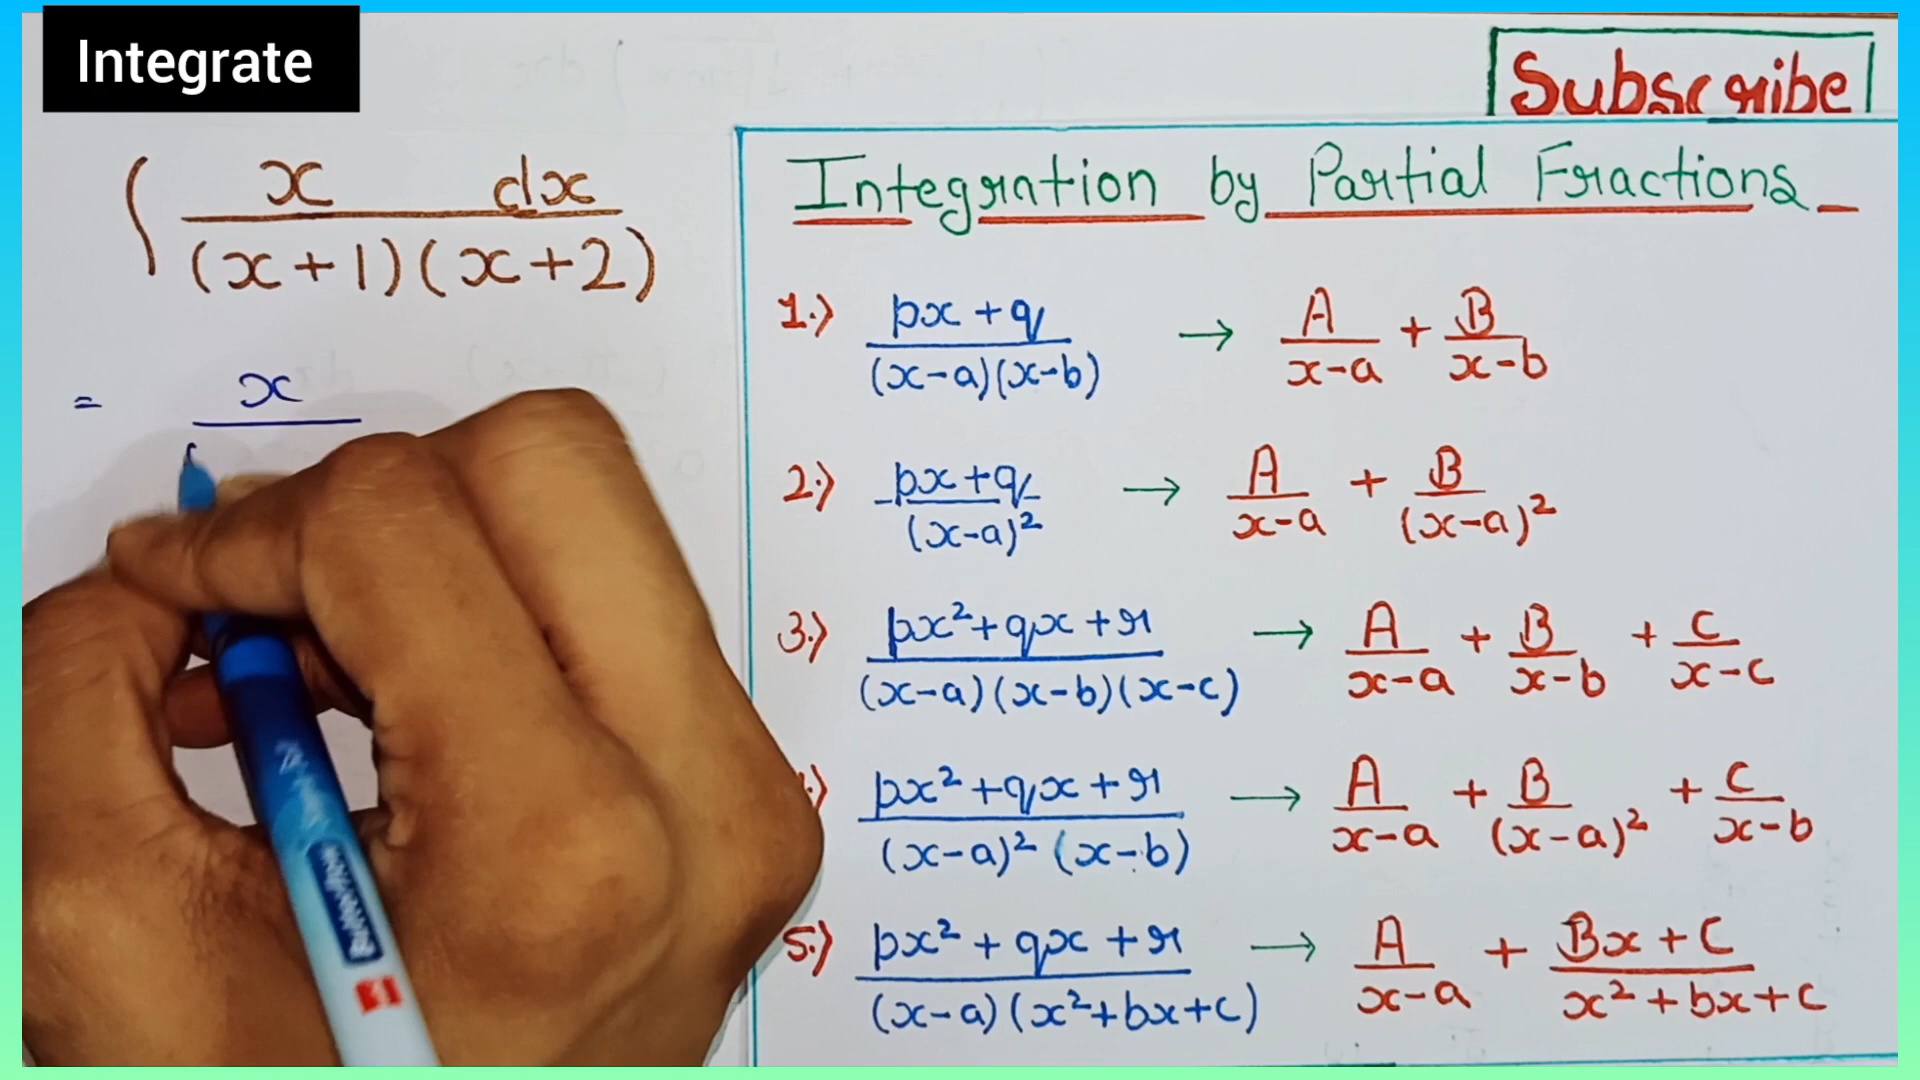 Integrate
Subscribe
∫ x dx / (x+1)(x+2)
= x
(
Integration by Partial Fractions
1.) px+q / (x-a)(x-b) → A / x-a + B / x-b
2.) px+q / (x-a)² → A / x-a + B / (x-a)²
3.) px²+qx+r / (x-a)(x-b)(x-c) → A / x-a + B / x-b + C / x-c
) px²+qx+r / (x-a)²(x-b) → A / x-a + B / (x-a)² + C / x-b
5.) px²+qx+r / (x-a)(x²+bx+c) → A / x-a + Bx+C / x²+bx+c